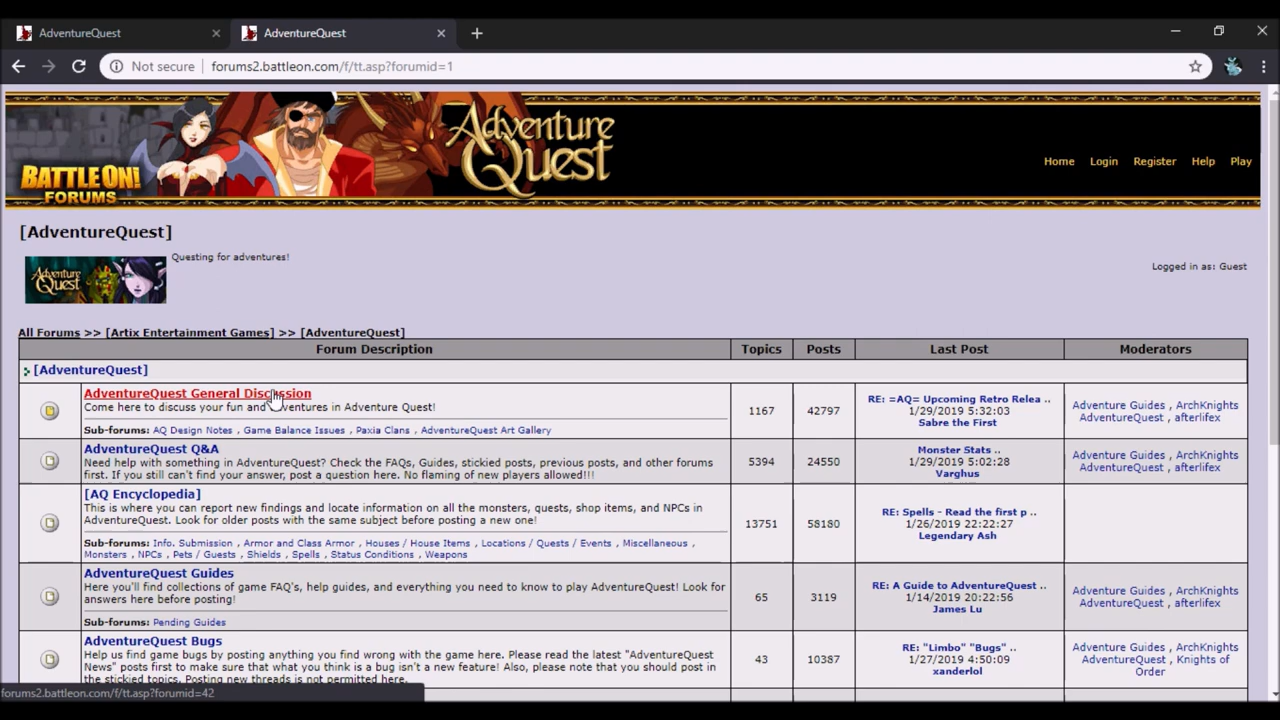 AdventureQuest
AdventureQuest
Not secure forums2.battleon.com/f/tt.asp?forumid=1
Adventure
Quest
BATTLEON!
FORUMS
Home Login Register Help Play
[AdventureQuest]
Adventure
Quest
Questing for adventures!
Logged in as: Guest
All Forums >> [Artix Entertainment Games] >> [AdventureQuest]
Forum Description Topics Posts Last Post Moderators
[AdventureQuest]
AdventureQuest General Discussion
Come here to discuss your fun and adventures in Adventure Quest!
Sub-forums: AQ Design Notes , Game Balance Issues , Paxia Clans , AdventureQuest Art Gallery
1167
42797
RE: =AQ= Upcoming Retro Relea ..
1/29/2019 5:32:03
Sabre the First
Adventure Guides , ArchKnights
AdventureQuest , afterlifex
AdventureQuest Q&A
Need help with something in AdventureQuest? Check the FAQs, Guides, stickied posts, previous posts, and other forums
first. If you still can't find your answer, post a question here. No flaming of new players allowed!!!
5394
24550
Monster Stats ..
1/29/2019 5:02:28
Varghus
Adventure Guides , ArchKnights
AdventureQuest , afterlifex
[AQ Encyclopedia]
This is where you can report new findings and locate information on all the monsters, quests, shop items, and NPCs in
AdventureQuest. Look for older posts with the same subject before posting a new one!
Sub-forums: Info. Submission , Armor and Class Armor , Houses / House Items , Locations / Quests / Events , Miscellaneous ,
Monsters , NPCs , Pets / Guests , Shields , Spells , Status Conditions , Weapons
13751
58180
RE: Spells - Read the first p ..
1/26/2019 22:22:27
Legendary Ash
AdventureQuest Guides
Here you'll find collections of game FAQ's, help guides, and everything you need to know to play AdventureQuest! Look for
answers here before posting!
Sub-forums: Pending Guides
65
3119
RE: A Guide to AdventureQuest ..
1/14/2019 20:22:56
James Lu
Adventure Guides , ArchKnights
AdventureQuest , afterlifex
AdventureQuest Bugs
Help us find game bugs by posting anything you find wrong with the game here. Please read the latest "AdventureQuest
News" posts first to make sure that what you think is a bug isn't a new feature! Also, please note that you should post in
the stickied topics. Posting new threads is not permitted here.
43
10387
RE: "Limbo" "Bugs" ..
1/27/2019 4:50:09
xanderlol
Adventure Guides , ArchKnights
AdventureQuest , Knights of
Order
forums2.battleon.com/f/tt.asp?forumid=42